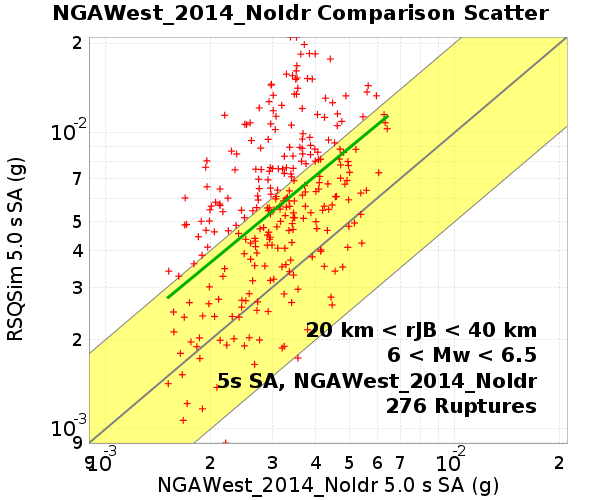 NGAWest_2014_NoIdr Comparison Scatter
2
10-2
7
5
4
3
2
10-3
9
RSQSim 5.0 s SA (g)
20 km < rJB < 40 km
6 < Mw < 6.5
5s SA, NGAWest_2014_NoIdr
276 Ruptures
9 10-3 2 3 4 5 6 7 10-2 2
NGAWest_2014_NoIdr 5.0 s SA (g)